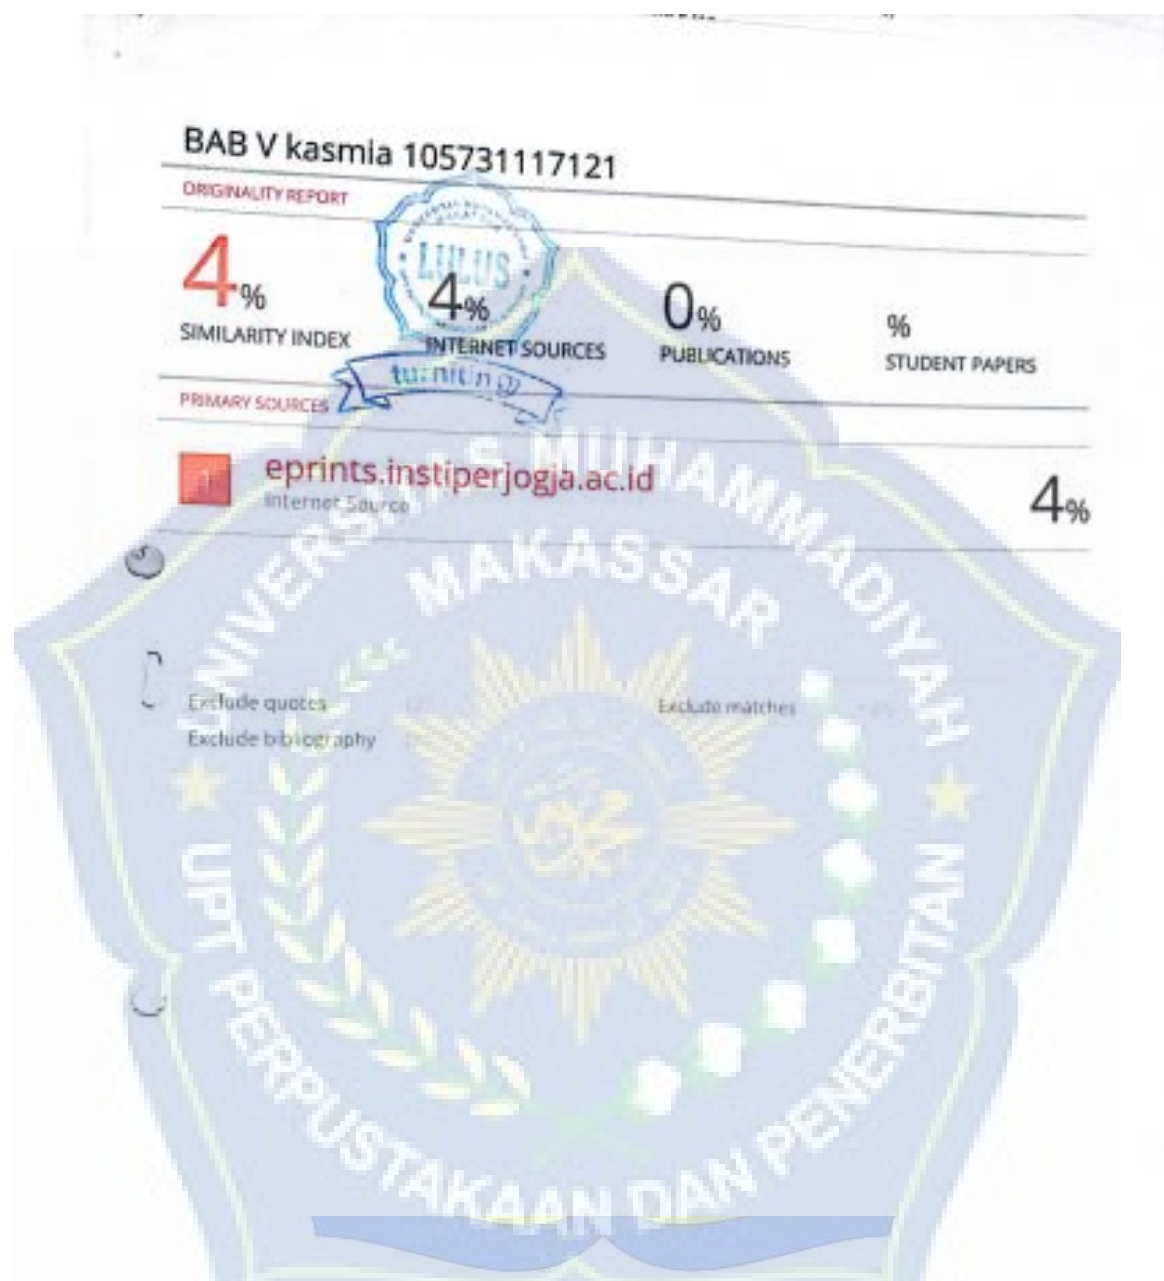 BAB V kasmia 105731117121
ORIGINALITY REPORT
4%
SIMILARITY INDEX
4%
INTERNET SOURCES
0%
PUBLICATIONS
%
STUDENT PAPERS
LULUS
turniting
PRIMARY SOURCES
1
eprints.instiperjogja.ac.id
Internet Source
4%
Exclude quotes
Exclude matches
Exclude bibliography
UNIVERSITAS MUHAMMADIYAH
MAKASSAR
UPT PERPUSTAKAAN DAN PENERBITAN